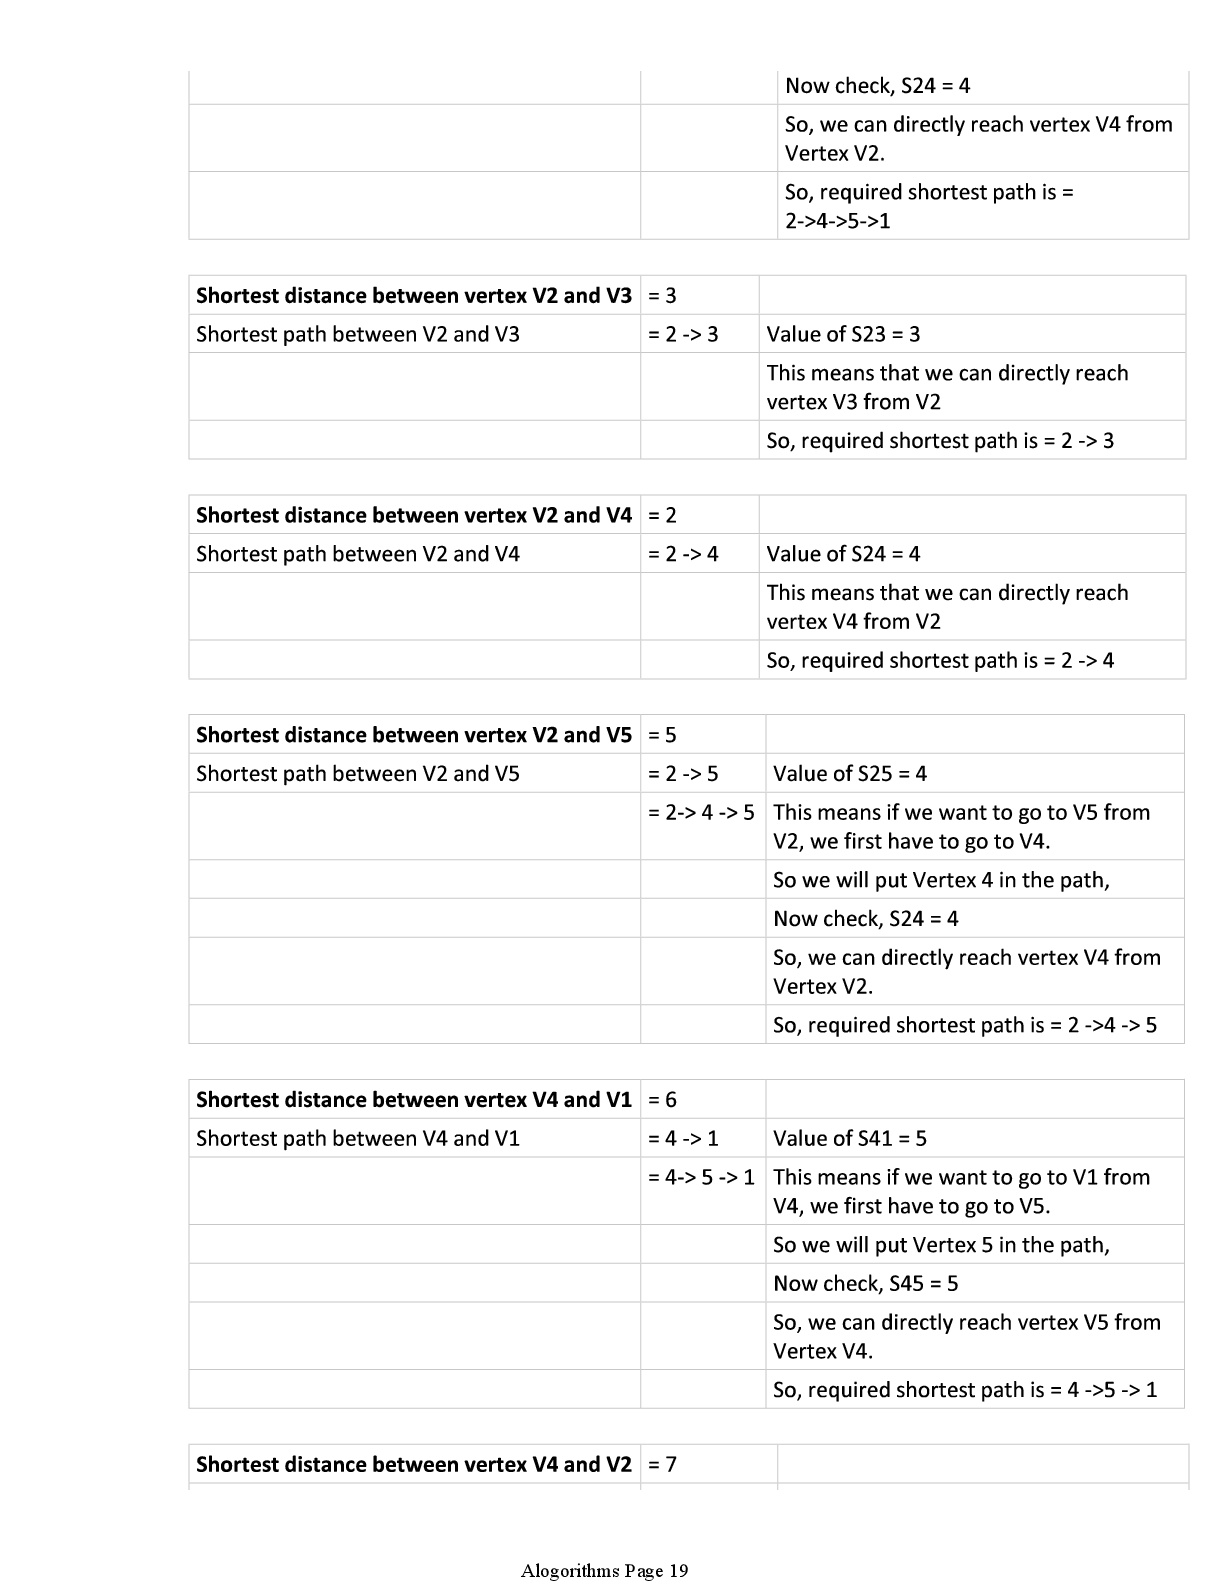 Now check, S24 = 4
So, we can directly reach vertex V4 from
Vertex V2.
So, required shortest path is =
2->4->5->1
Shortest distance between vertex V2 and V3 = 3
Shortest path between V2 and V3 = 2 -> 3 Value of S23 = 3
This means that we can directly reach
vertex V3 from V2
So, required shortest path is = 2 -> 3
Shortest distance between vertex V2 and V4 = 2
Shortest path between V2 and V4 = 2 -> 4 Value of S24 = 4
This means that we can directly reach
vertex V4 from V2
So, required shortest path is = 2 -> 4
Shortest distance between vertex V2 and V5 = 5
Shortest path between V2 and V5 = 2 -> 5 Value of S25 = 4
= 2-> 4 -> 5 This means if we want to go to V5 from
V2, we first have to go to V4.
So we will put Vertex 4 in the path,
Now check, S24 = 4
So, we can directly reach vertex V4 from
Vertex V2.
So, required shortest path is = 2 ->4 -> 5
Shortest distance between vertex V4 and V1 = 6
Shortest path between V4 and V1 = 4 -> 1 Value of S41 = 5
= 4-> 5 -> 1 This means if we want to go to V1 from
V4, we first have to go to V5.
So we will put Vertex 5 in the path,
Now check, S45 = 5
So, we can directly reach vertex V5 from
Vertex V4.
So, required shortest path is = 4 ->5 -> 1
Shortest distance between vertex V4 and V2 = 7
Alogorithms Page 19